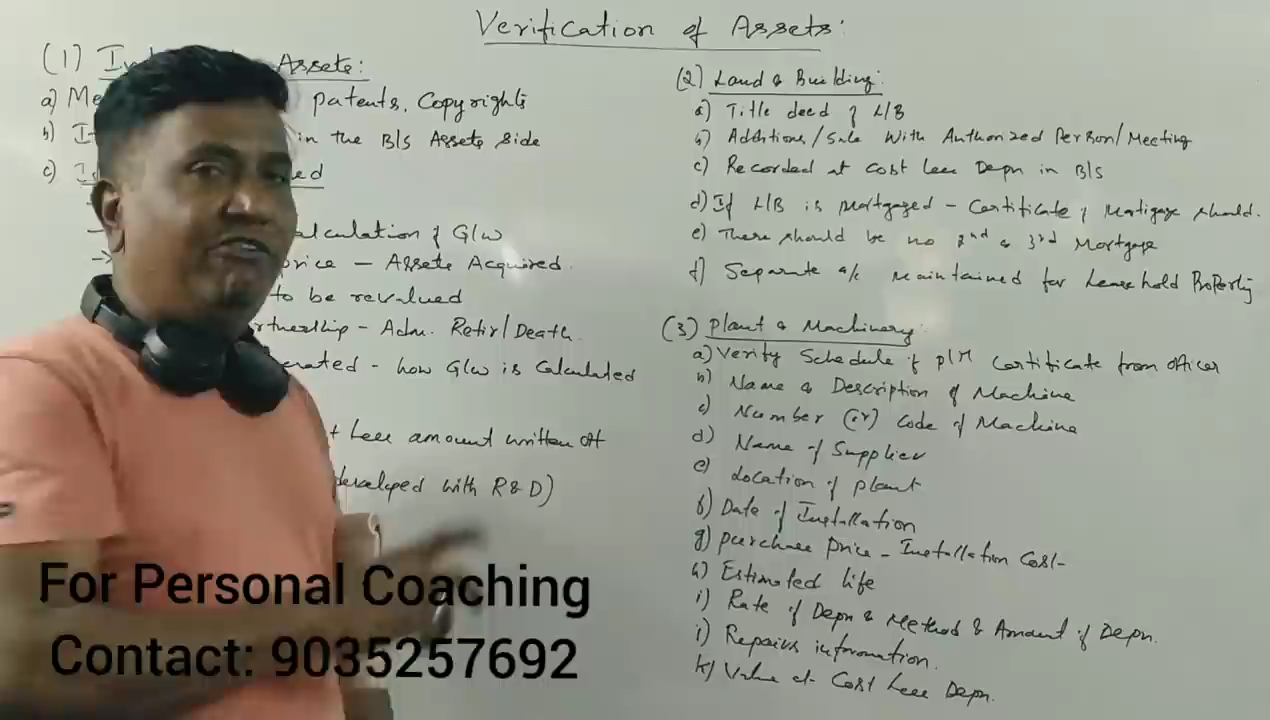 Verification of Assets:
(1) Assets:
a) patents, Copyrights
b) in the B/S Assets side
c)
Calculation of G/w
price - Assets Acquired.
to be revalued
Partnership - Adm. Retir/Death.
- how G/w is Calculated
Less amount written off
developed with R&D)
(2) Land & Building:
a) Title deed of L/B
b) Additions/Sale with Authorized Person/Meeting
c) Recorded at cost less Depn in B/S
d) If L/B is mortgaged - Certificate of Mortigage should.
e) There should be no 2nd & 3rd Mortgage
f) Separate a/c maintained for Leasehold Property
(3) Plant & Machinery:
a) Verify Schedule of P/M Certificate from officer
b) Name & Description of Machine
c) Number (or) Code of Machine
d) Name of Supplier
e) Location of plant
f) Date of Installation
g) purchase price - Installation Cost-
h) Estimated life
i) Rate of Depn & Method & Amount of Depn.
i) Repairs information.
k) Value at Cost less Depn.
For Personal Coaching
Contact: 9035257692